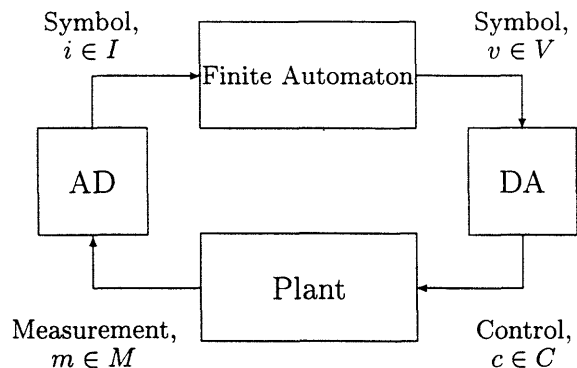 Symbol,
i ∈ I
Symbol,
v ∈ V
Finite Automaton
AD
DA
Plant
Measurement,
m ∈ M
Control,
c ∈ C